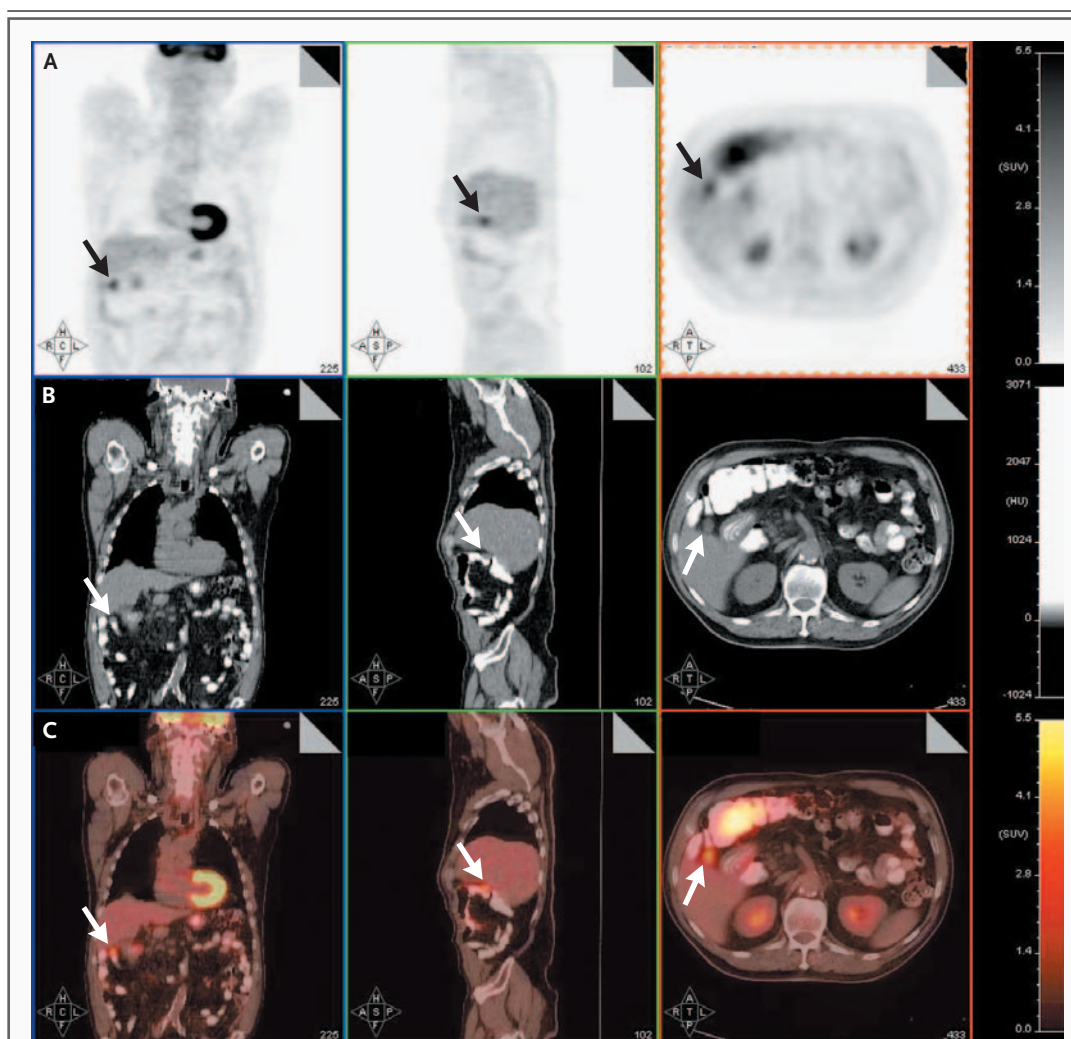 A
5.5
4.1
(SUV)
2.8
1.4
0.0
H
R C L
F
225
H
A S P
F
102
A
R T L
P
433
B
3071
2047
(HU)
1024
0
-1024
H
R C L
F
225
H
A S P
F
102
A
R T L
P
433
C
5.5
4.1
(SUV)
2.8
1.4
0.0
H
R C L
F
225
H
A S P
F
102
A
R T L
P
433